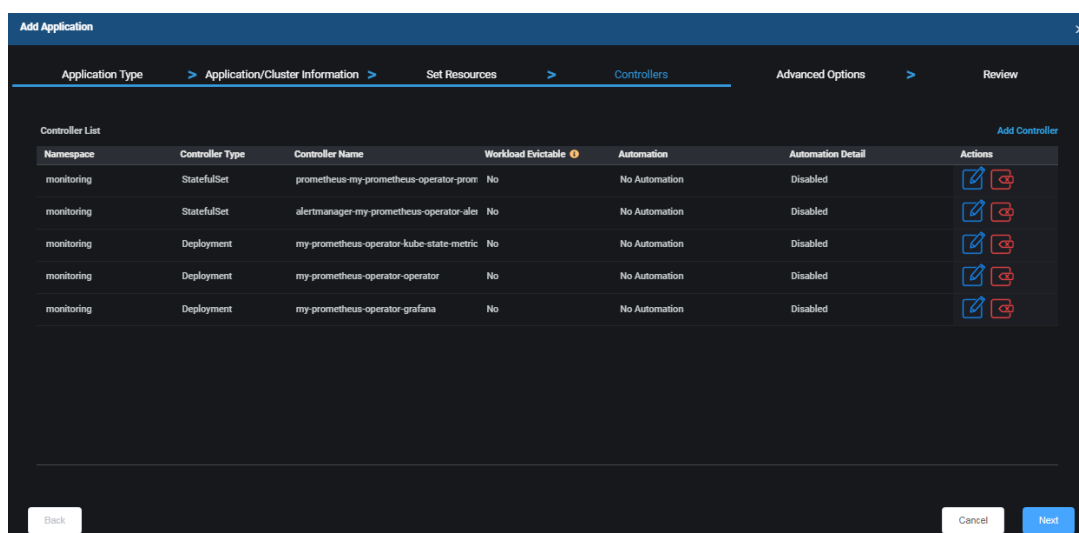 Add Application
Application Type > Application/Cluster Information > Set Resources > Controllers Advanced Options > Review
Controller List Add Controller
Namespace Controller Type Controller Name Workload Evictable Automation Automation Detail Actions
monitoring StatefulSet prometheus-my-prometheus-operator-prom No No Automation Disabled
monitoring StatefulSet alertmanager-my-prometheus-operator-aler No No Automation Disabled
monitoring Deployment my-prometheus-operator-kube-state-metric No No Automation Disabled
monitoring Deployment my-prometheus-operator-operator No No Automation Disabled
monitoring Deployment my-prometheus-operator-grafana No No Automation Disabled
Back Cancel Next